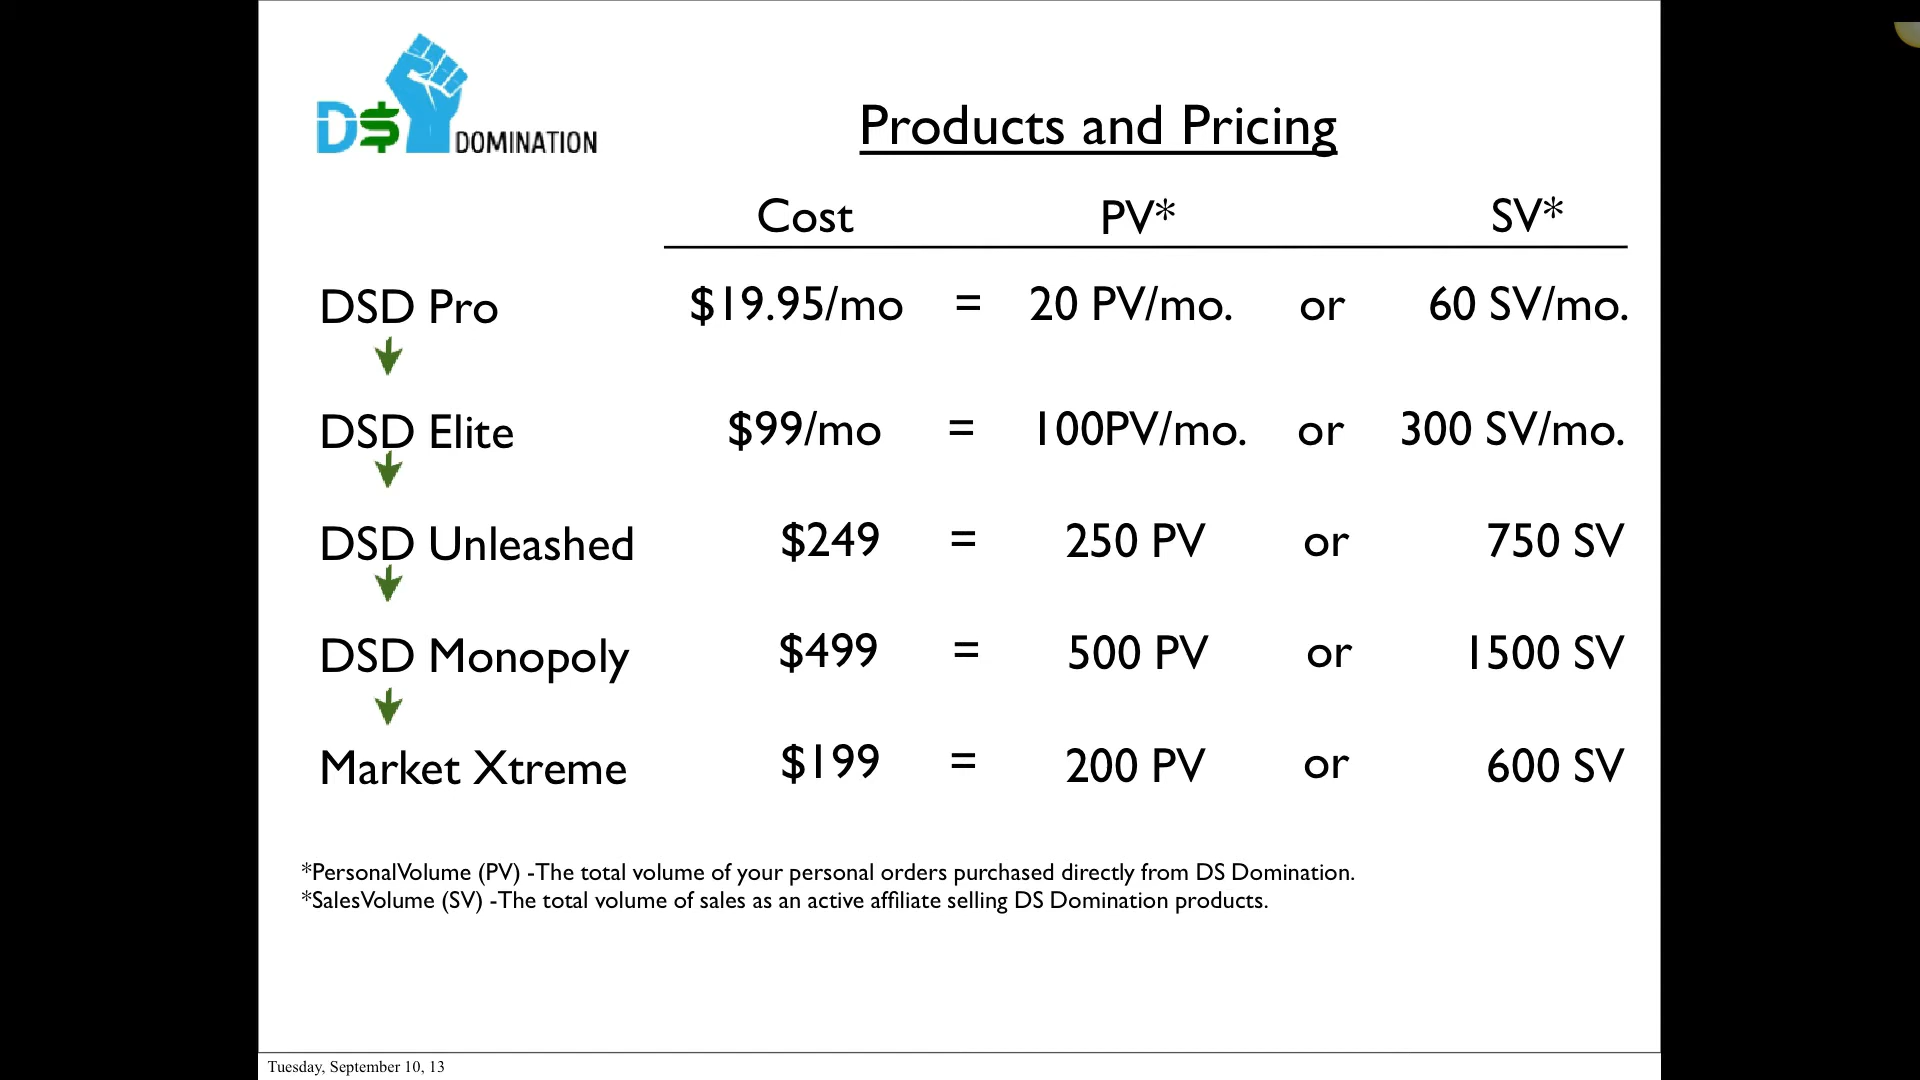 D$ DOMINATION
Products and Pricing
Cost PV* SV*
DSD Pro $19.95/mo = 20 PV/mo. or 60 SV/mo.
DSD Elite $99/mo = 100PV/mo. or 300 SV/mo.
DSD Unleashed $249 = 250 PV or 750 SV
DSD Monopoly $499 = 500 PV or 1500 SV
Market Xtreme $199 = 200 PV or 600 SV
*PersonalVolume (PV) -The total volume of your personal orders purchased directly from DS Domination.
*SalesVolume (SV) -The total volume of sales as an active affiliate selling DS Domination products.
Tuesday, September 10, 13